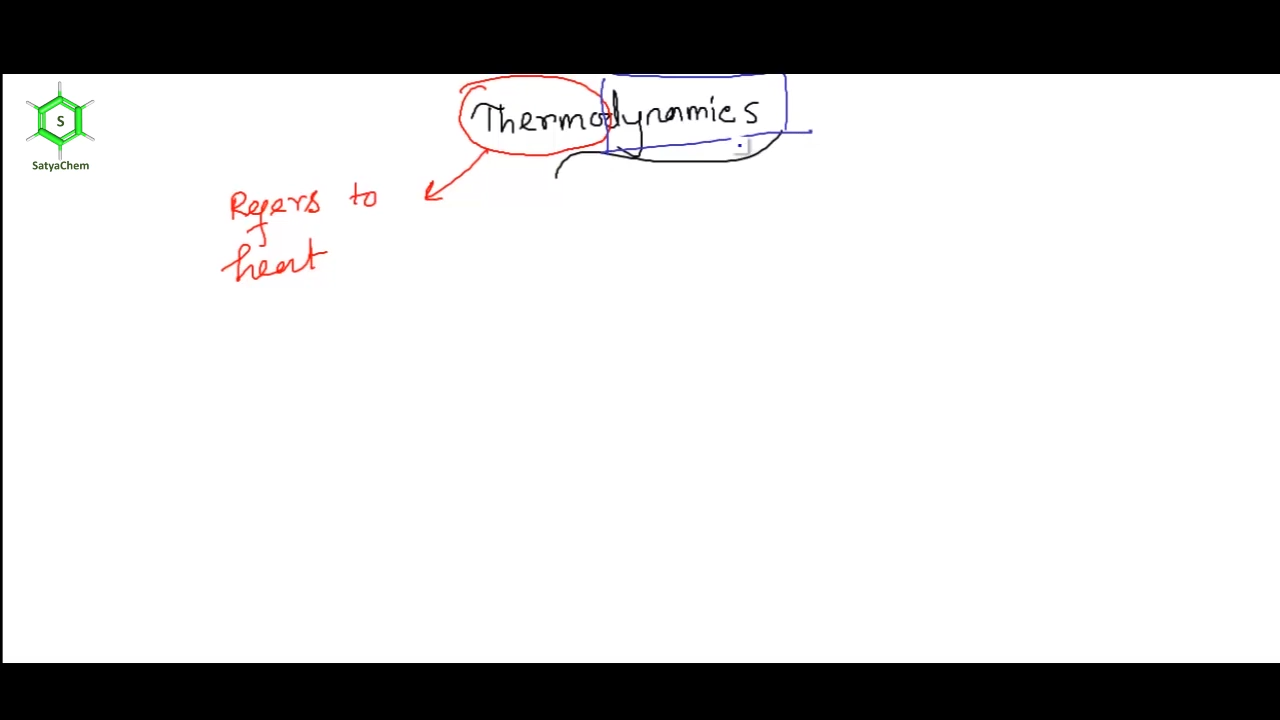 Thermodynamics
S
SatyaChem
Refers to
heat